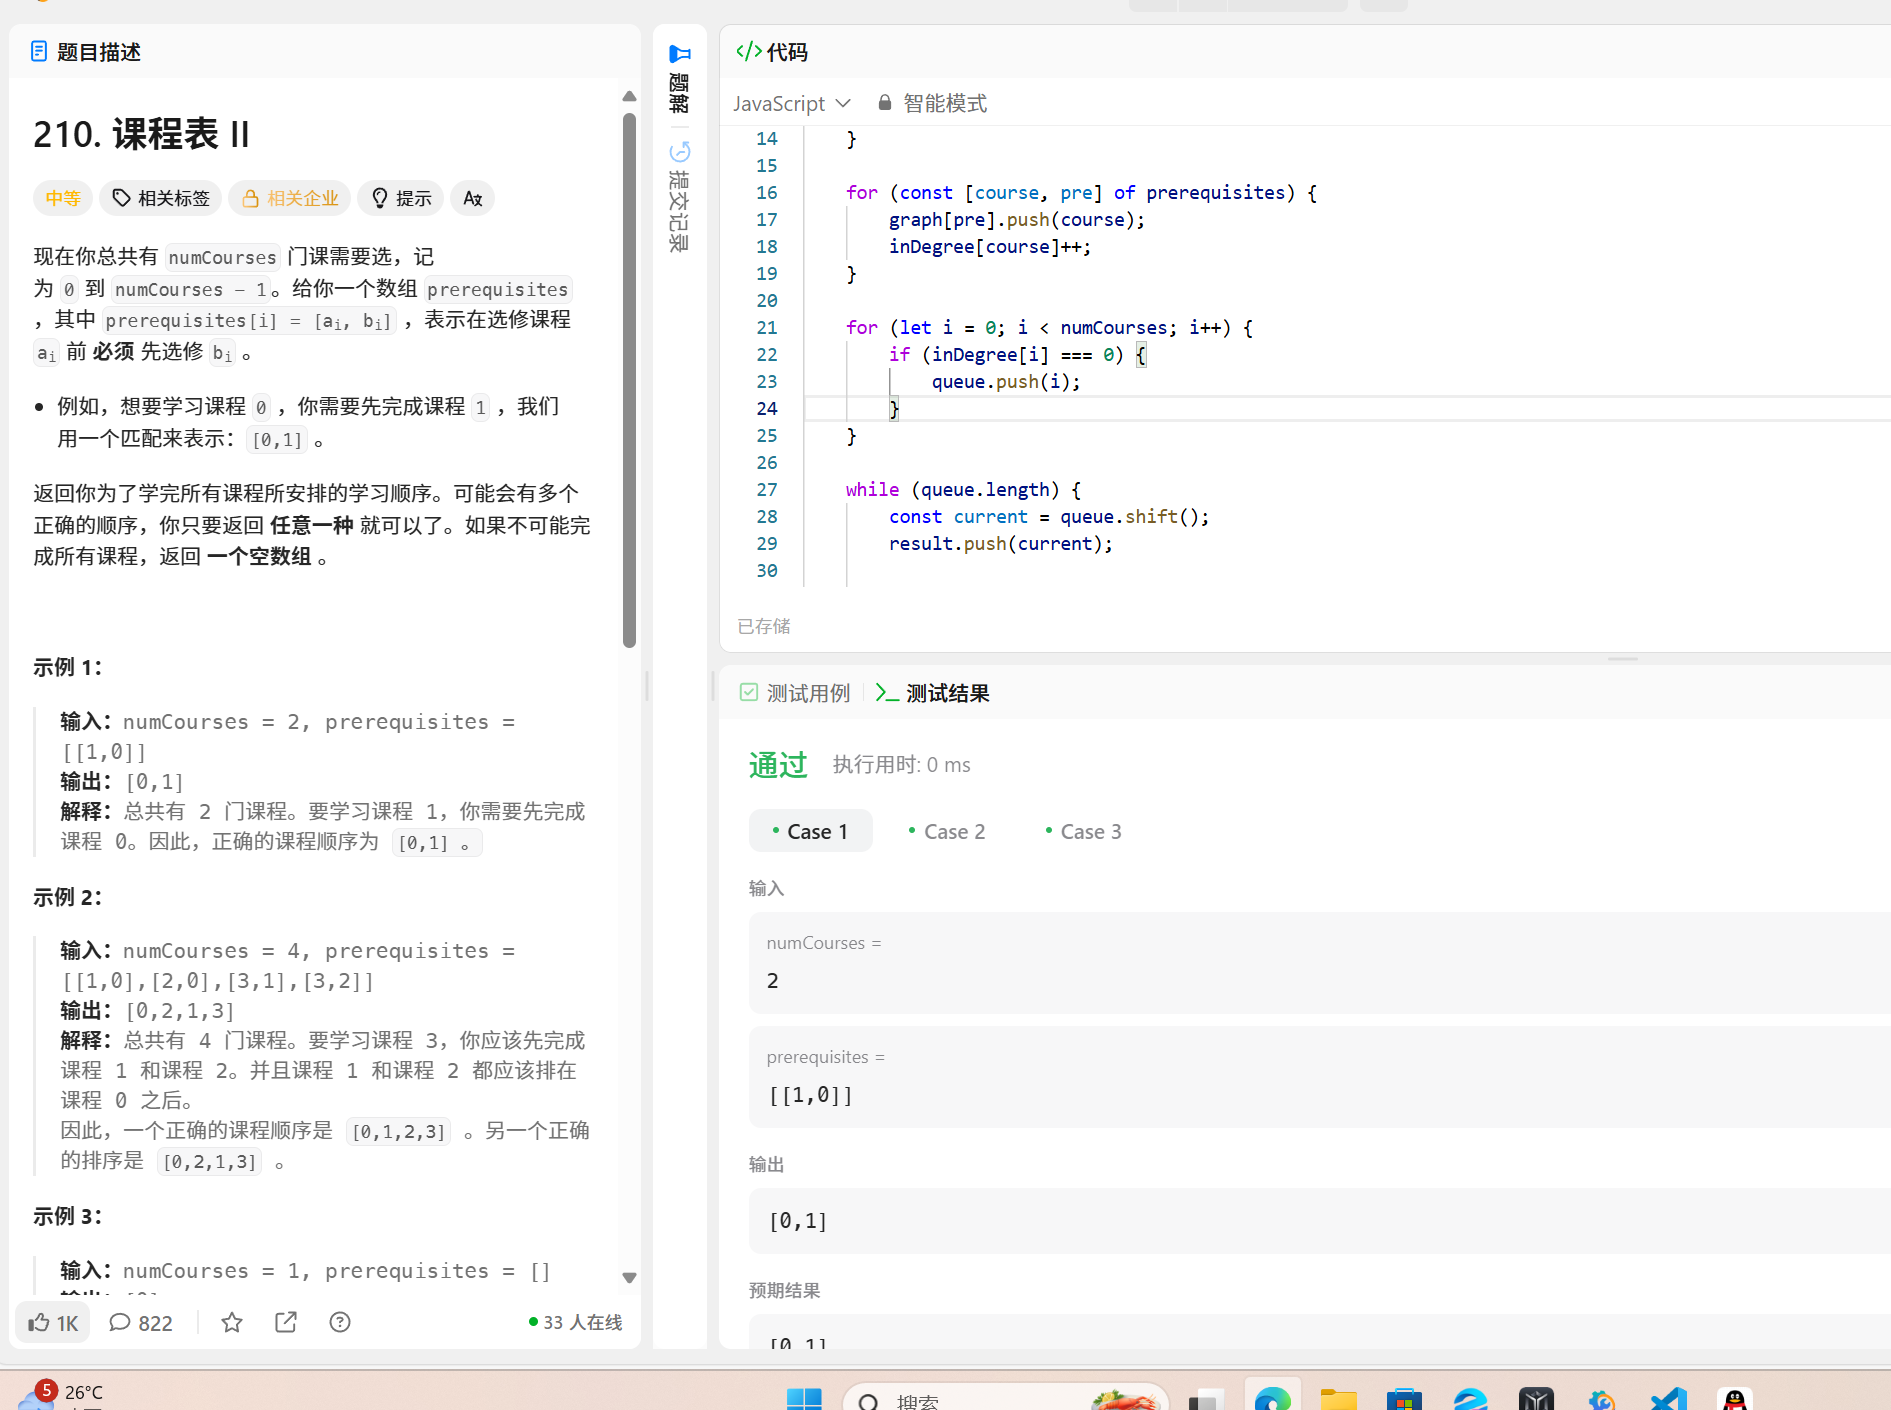 题目描述
210. 课程表 II
中等 相关标签 相关企业 提示
现在你总共有 numCourses 门课需要选，记
为 0 到 numCourses - 1。给你一个数组 prerequisites
，其中 prerequisites[i] = [ai, bi] ，表示在选修课程
ai 前 必须 先选修 bi 。
例如，想要学习课程 0 ，你需要先完成课程 1 ，我们
用一个匹配来表示：[0,1] 。
返回你为了学完所有课程所安排的学习顺序。可能会有多个
正确的顺序，你只要返回 任意一种 就可以了。如果不可能完
成所有课程，返回 一个空数组 。
示例 1：
输入：numCourses = 2, prerequisites =
[[1,0]]
输出：[0,1]
解释：总共有 2 门课程。要学习课程 1，你需要先完成
课程 0。因此，正确的课程顺序为 [0,1] 。
示例 2：
输入：numCourses = 4, prerequisites =
[[1,0],[2,0],[3,1],[3,2]]
输出：[0,2,1,3]
解释：总共有 4 门课程。要学习课程 3，你应该先完成
课程 1 和课程 2。并且课程 1 和课程 2 都应该排在
课程 0 之后。
因此，一个正确的课程顺序是 [0,1,2,3] 。另一个正确
的排序是 [0,2,1,3] 。
示例 3：
输入：numCourses = 1, prerequisites = []
1K 822 33 人在线
题解
提交记录
代码
JavaScript 智能模式
14 }
15
16 for (const [course, pre] of prerequisites) {
17 graph[pre].push(course);
18 inDegree[course]++;
19 }
20
21 for (let i = 0; i < numCourses; i++) {
22 if (inDegree[i] === 0) {
23 queue.push(i);
24 }
25 }
26
27 while (queue.length) {
28 const current = queue.shift();
29 result.push(current);
30
已存储
测试用例 测试结果
通过 执行用时: 0 ms
Case 1 Case 2 Case 3
输入
numCourses =
2
prerequisites =
[[1,0]]
输出
[0,1]
预期结果
[0,1]
5 26°C
搜索